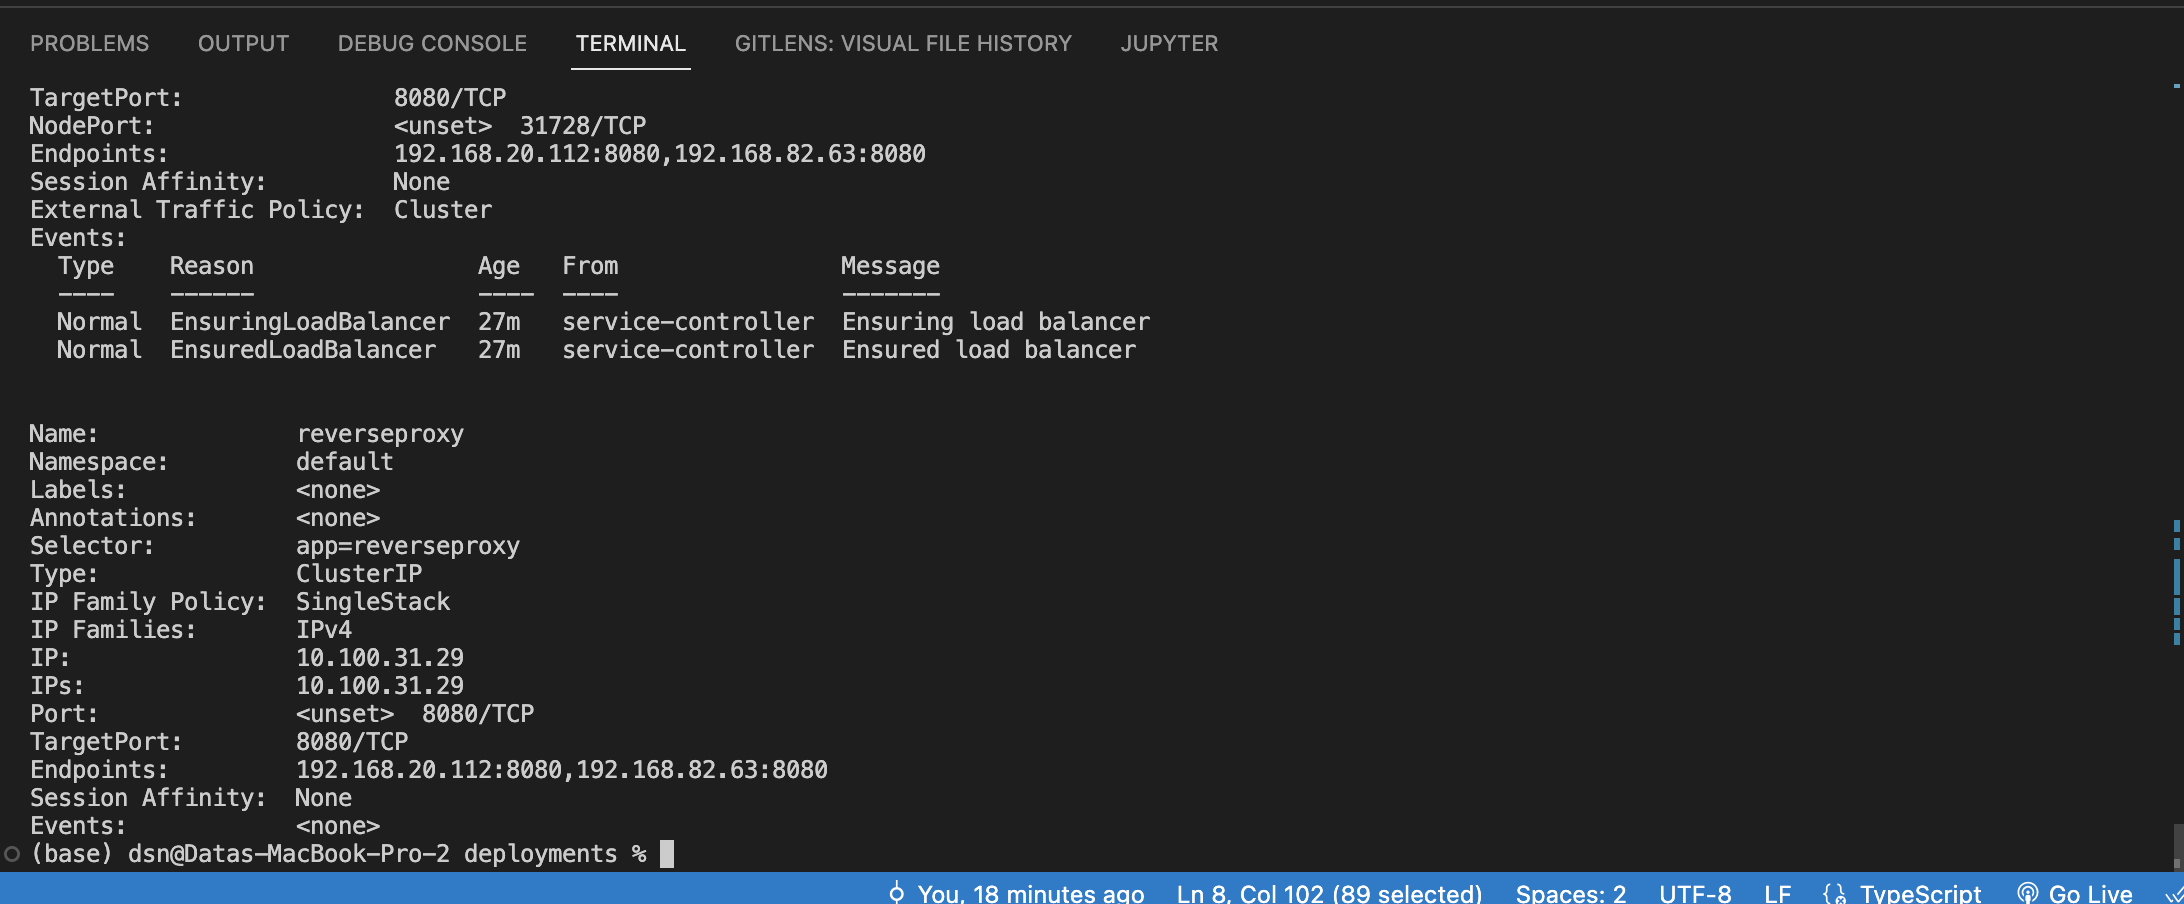 PROBLEMS OUTPUT DEBUG CONSOLE TERMINAL GITLENS: VISUAL FILE HISTORY JUPYTER
TargetPort: 8080/TCP
NodePort: <unset> 31728/TCP
Endpoints: 192.168.20.112:8080,192.168.82.63:8080
Session Affinity: None
External Traffic Policy: Cluster
Events:
Type Reason Age From Message
---- ------ ---- ---- -------
Normal EnsuringLoadBalancer 27m service-controller Ensuring load balancer
Normal EnsuredLoadBalancer 27m service-controller Ensured load balancer
Name: reverseproxy
Namespace: default
Labels: <none>
Annotations: <none>
Selector: app=reverseproxy
Type: ClusterIP
IP Family Policy: SingleStack
IP Families: IPv4
IP: 10.100.31.29
IPs: 10.100.31.29
Port: <unset> 8080/TCP
TargetPort: 8080/TCP
Endpoints: 192.168.20.112:8080,192.168.82.63:8080
Session Affinity: None
Events: <none>
(base) dsn@Datas-MacBook-Pro-2 deployments %
You, 18 minutes ago Ln 8, Col 102 (89 selected) Spaces: 2 UTF-8 LF TypeScript Go Live